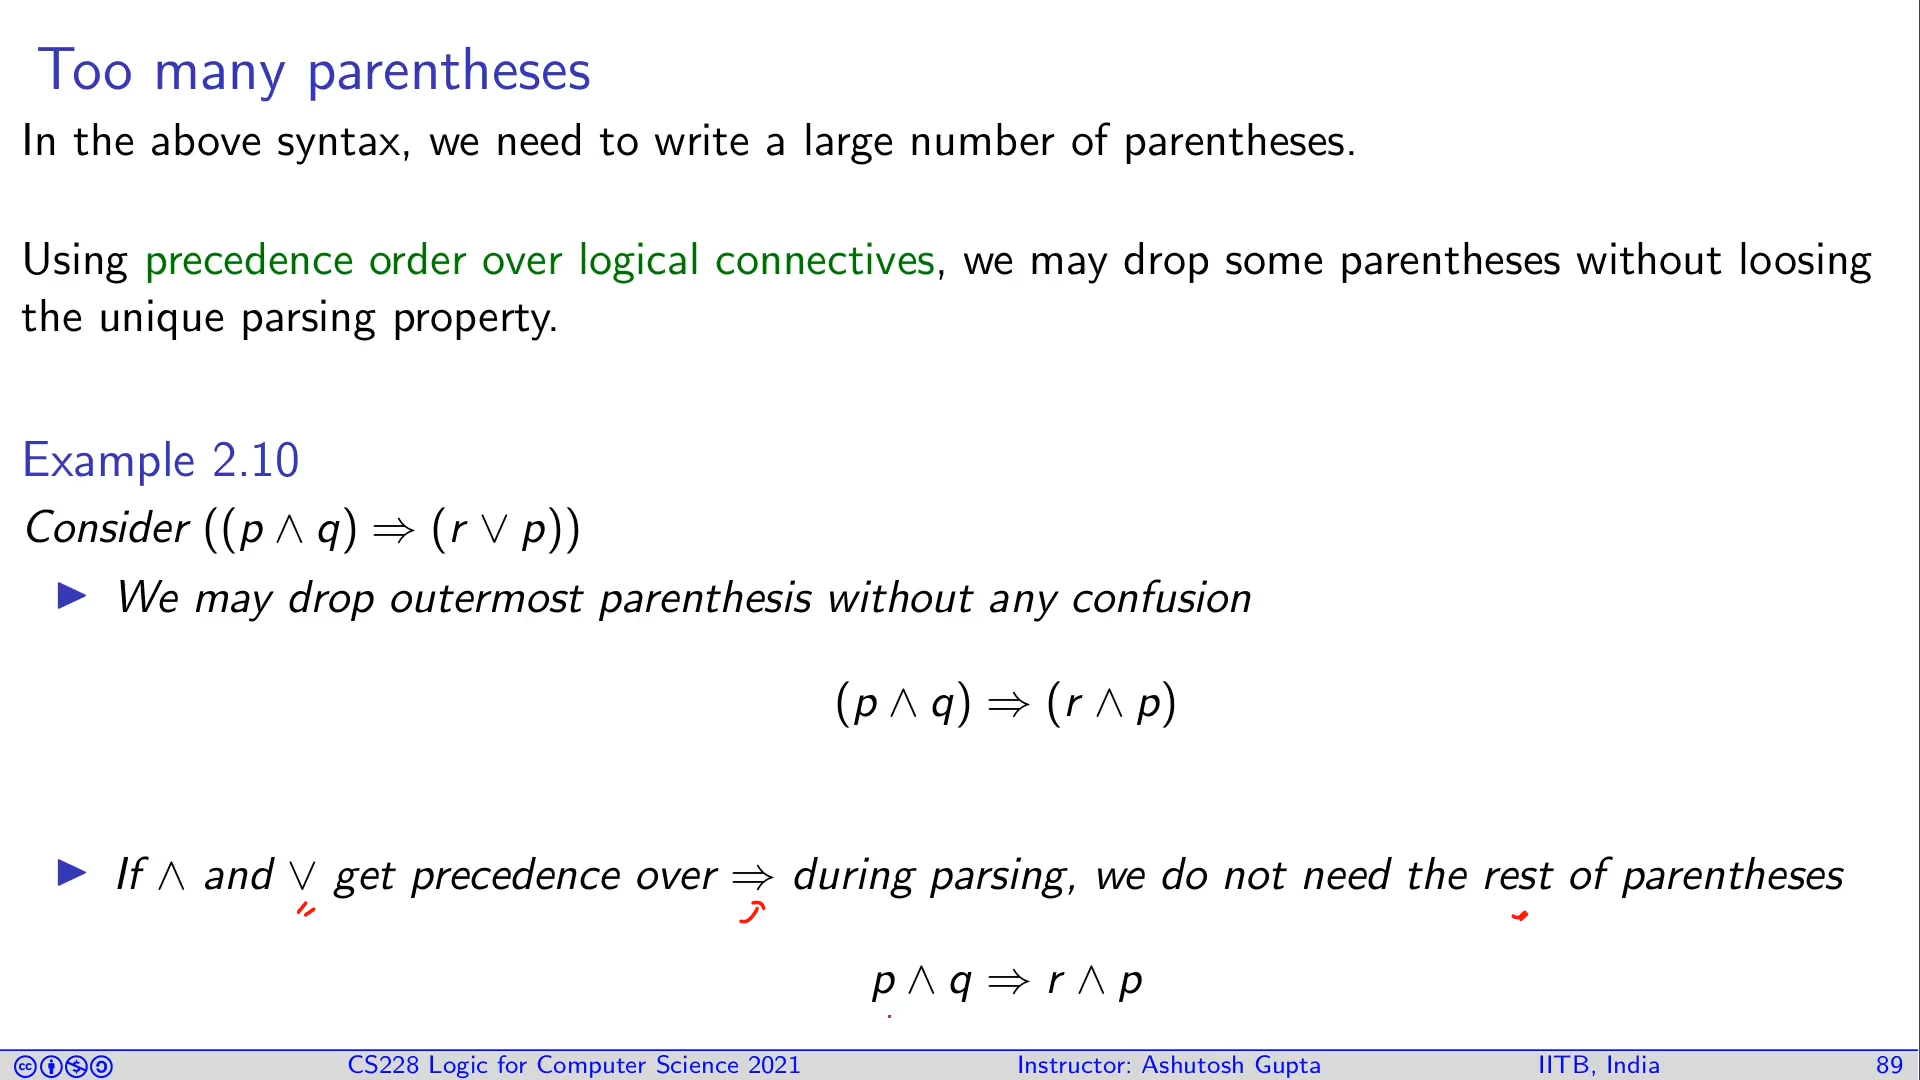 Too many parentheses
In the above syntax, we need to write a large number of parentheses.
Using precedence order over logical connectives, we may drop some parentheses without loosing
the unique parsing property.
Example 2.10
Consider ((p ∧ q) ⇒ (r ∨ p))
▶ We may drop outermost parenthesis without any confusion
(p ∧ q) ⇒ (r ∧ p)
▶ If ∧ and ∨ get precedence over ⇒ during parsing, we do not need the rest of parentheses
p ∧ q ⇒ r ∧ p
CS228 Logic for Computer Science 2021 Instructor: Ashutosh Gupta IITB, India 89